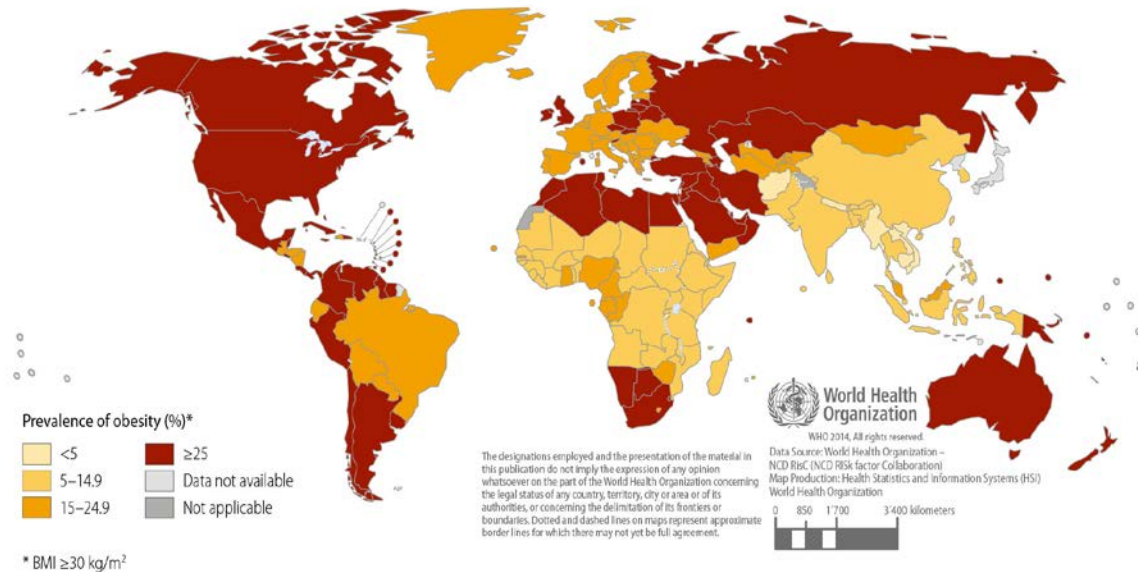 Prevalence of obesity (%)*
<5
5–14.9
15–24.9
≥25
Data not available
Not applicable
* BMI ≥30 kg/m²
The designations employed and the presentation of the material in
this publication do not imply the expression of any opinion
whatsoever on the part of the World Health Organization concerning
the legal status of any country, territory, city or area or of its
authorities, or concerning the delimitation of its frontiers or
boundaries. Dotted and dashed lines on maps represent approximate
border lines for which there may not yet be full agreement.
World Health
Organization
WHO 2014, All rights reserved.
Data Source: World Health Organization –
NCD RisC (NCD RISk factor Collaboration)
Map Production: Health Statistics and Information Systems (HSI)
World Health Organization
0 850 1'700 3'400 kilometers